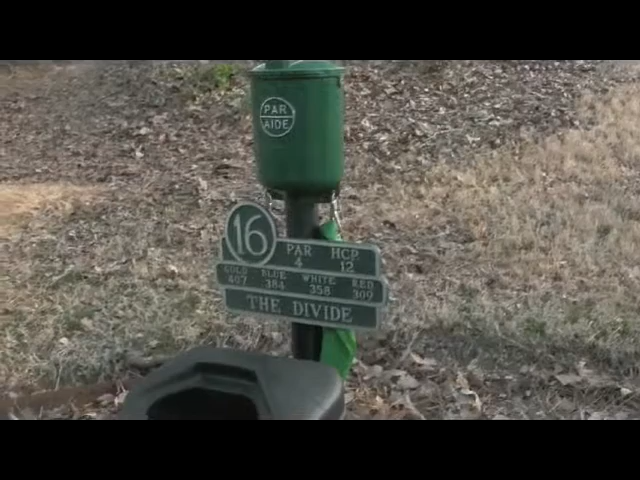 PAR
AIDE
16
PAR HCP.
4 12
GOLD BLUE WHITE RED
407 384 358 309
THE DIVIDE